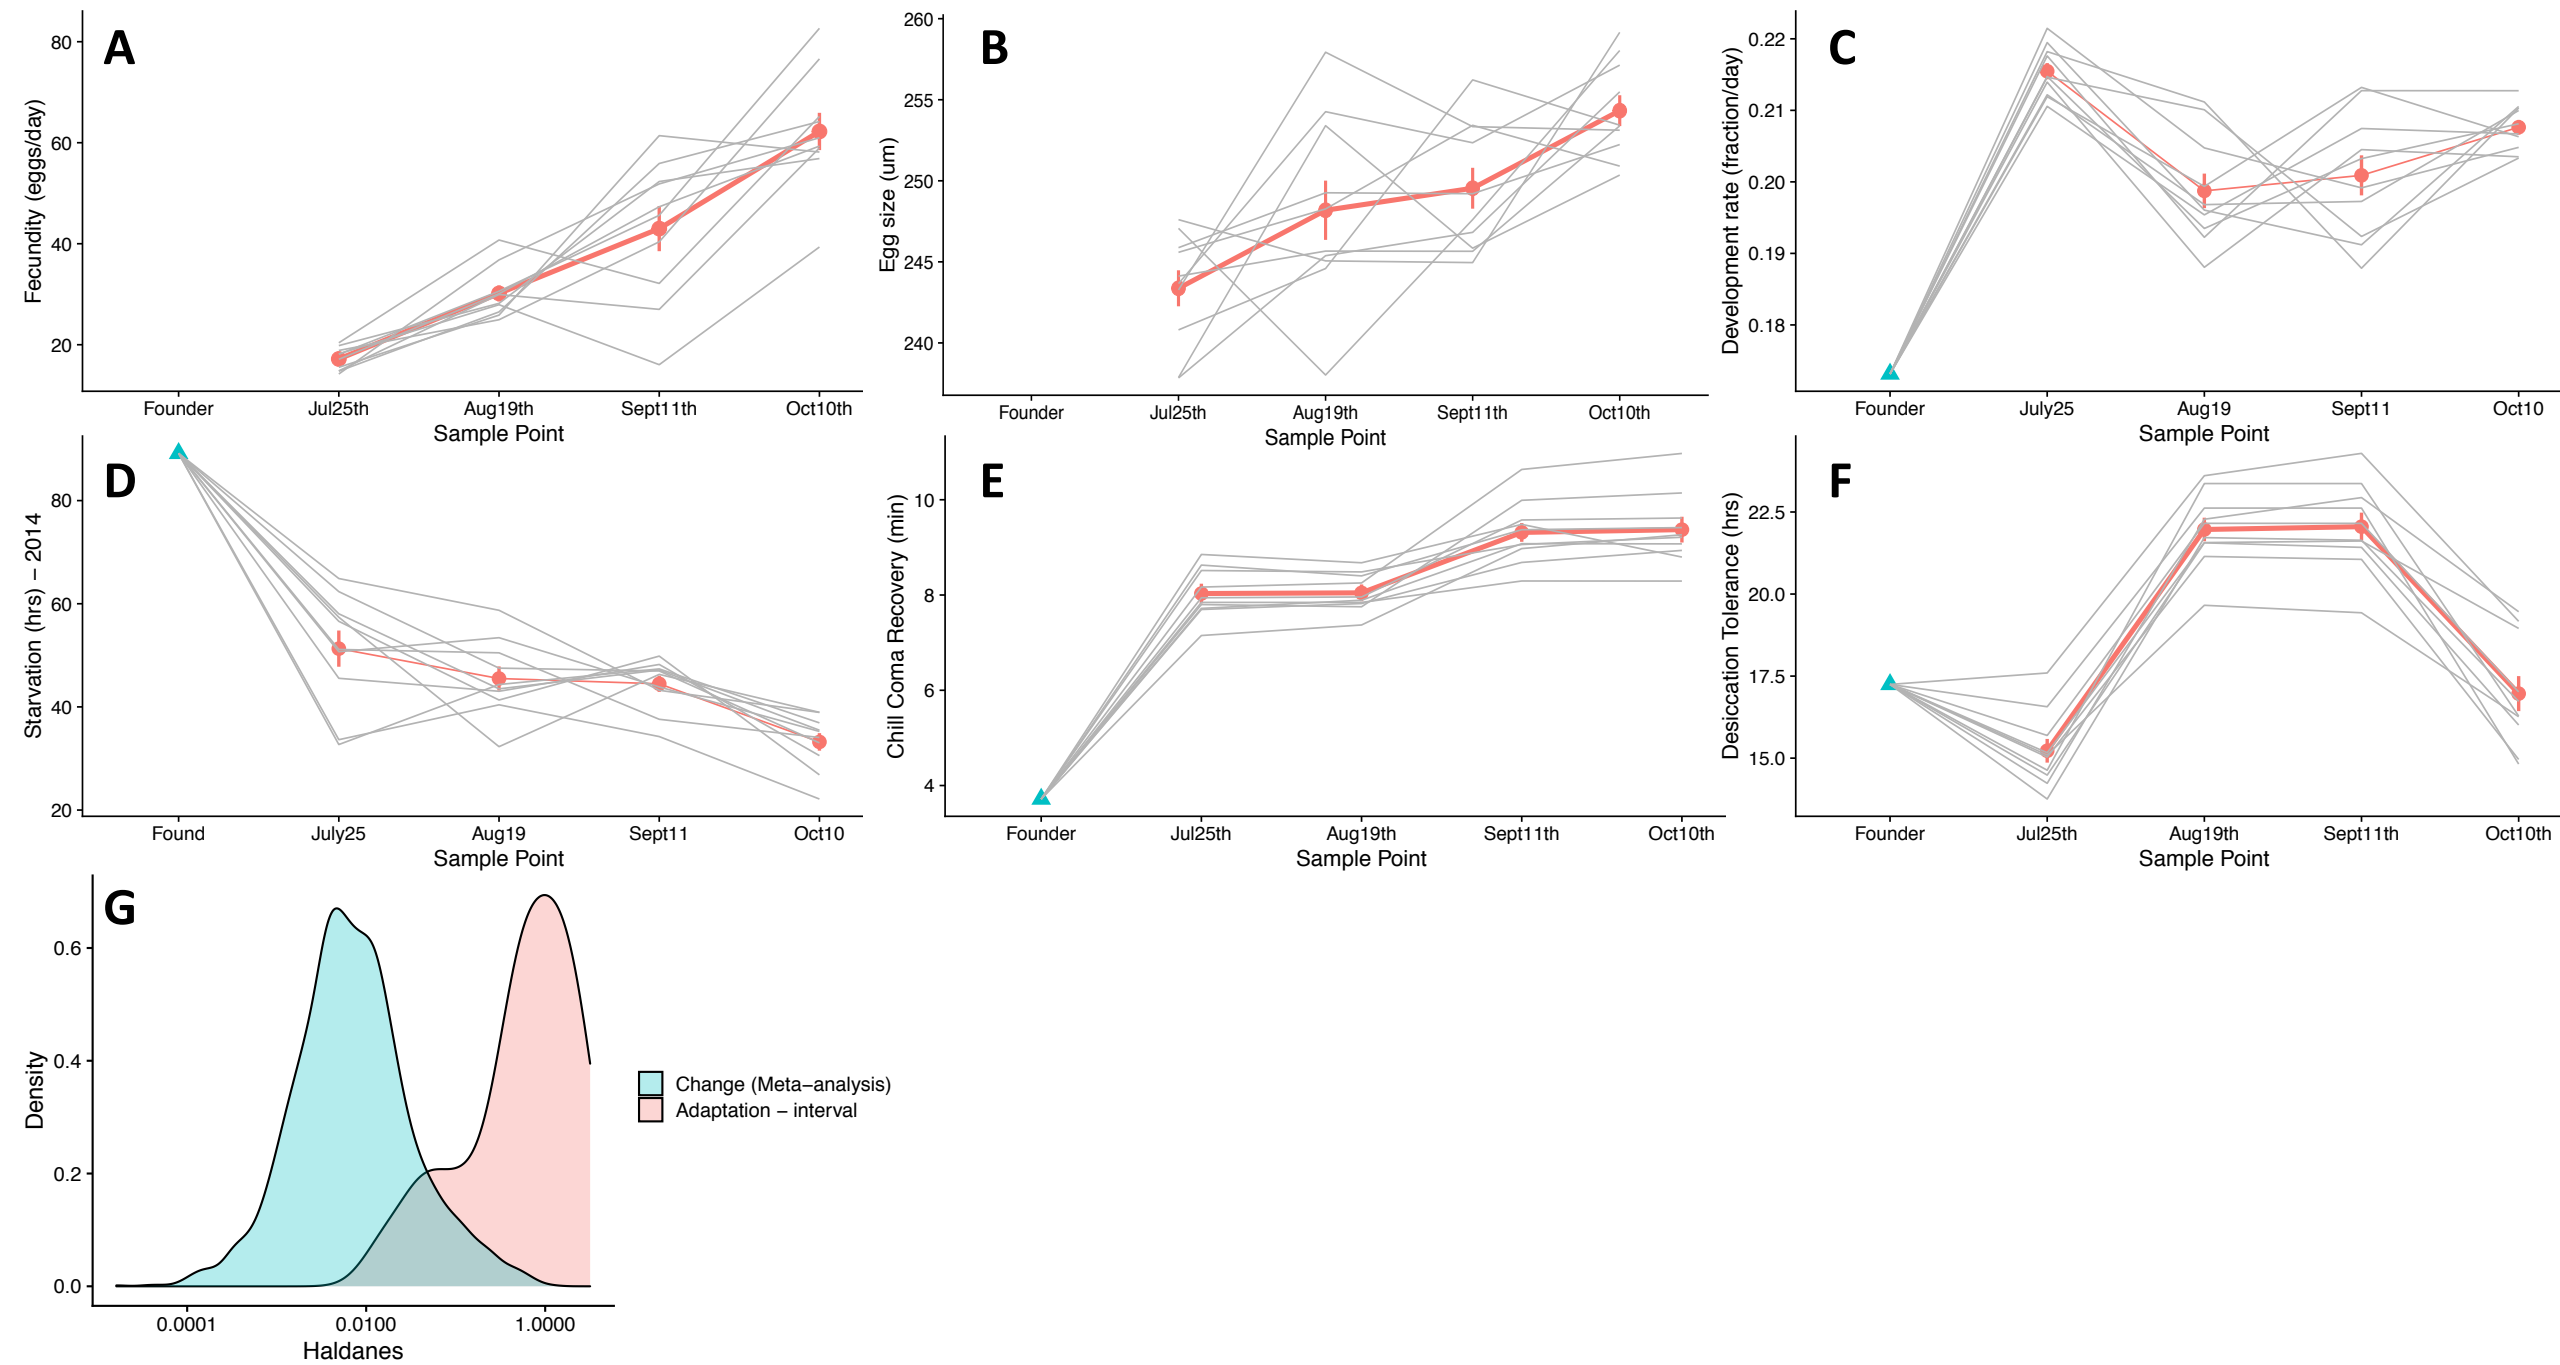 A
Fecundity (eggs/day)
80
60
40
20
Founder Jul25th Aug19th Sept11th Oct10th
Sample Point
B
Egg size (um)
260
255
250
245
240
Founder Jul25th Aug19th Sept11th Oct10th
Sample Point
C
Development rate (fraction/day)
0.22
0.21
0.20
0.19
0.18
Founder July25 Aug19 Sept11 Oct10
Sample Point
D
Starvation (hrs) − 2014
80
60
40
20
Found July25 Aug19 Sept11 Oct10
Sample Point
E
Chill Coma Recovery (min)
10
8
6
4
Founder Jul25th Aug19th Sept11th Oct10th
Sample Point
F
Desiccation Tolerance (hrs)
22.5
20.0
17.5
15.0
Founder Jul25th Aug19th Sept11th Oct10th
Sample Point
G
Density
0.6
0.4
0.2
0.0
0.0001 0.0100 1.0000
Haldanes
Change (Meta−analysis)
Adaptation − interval